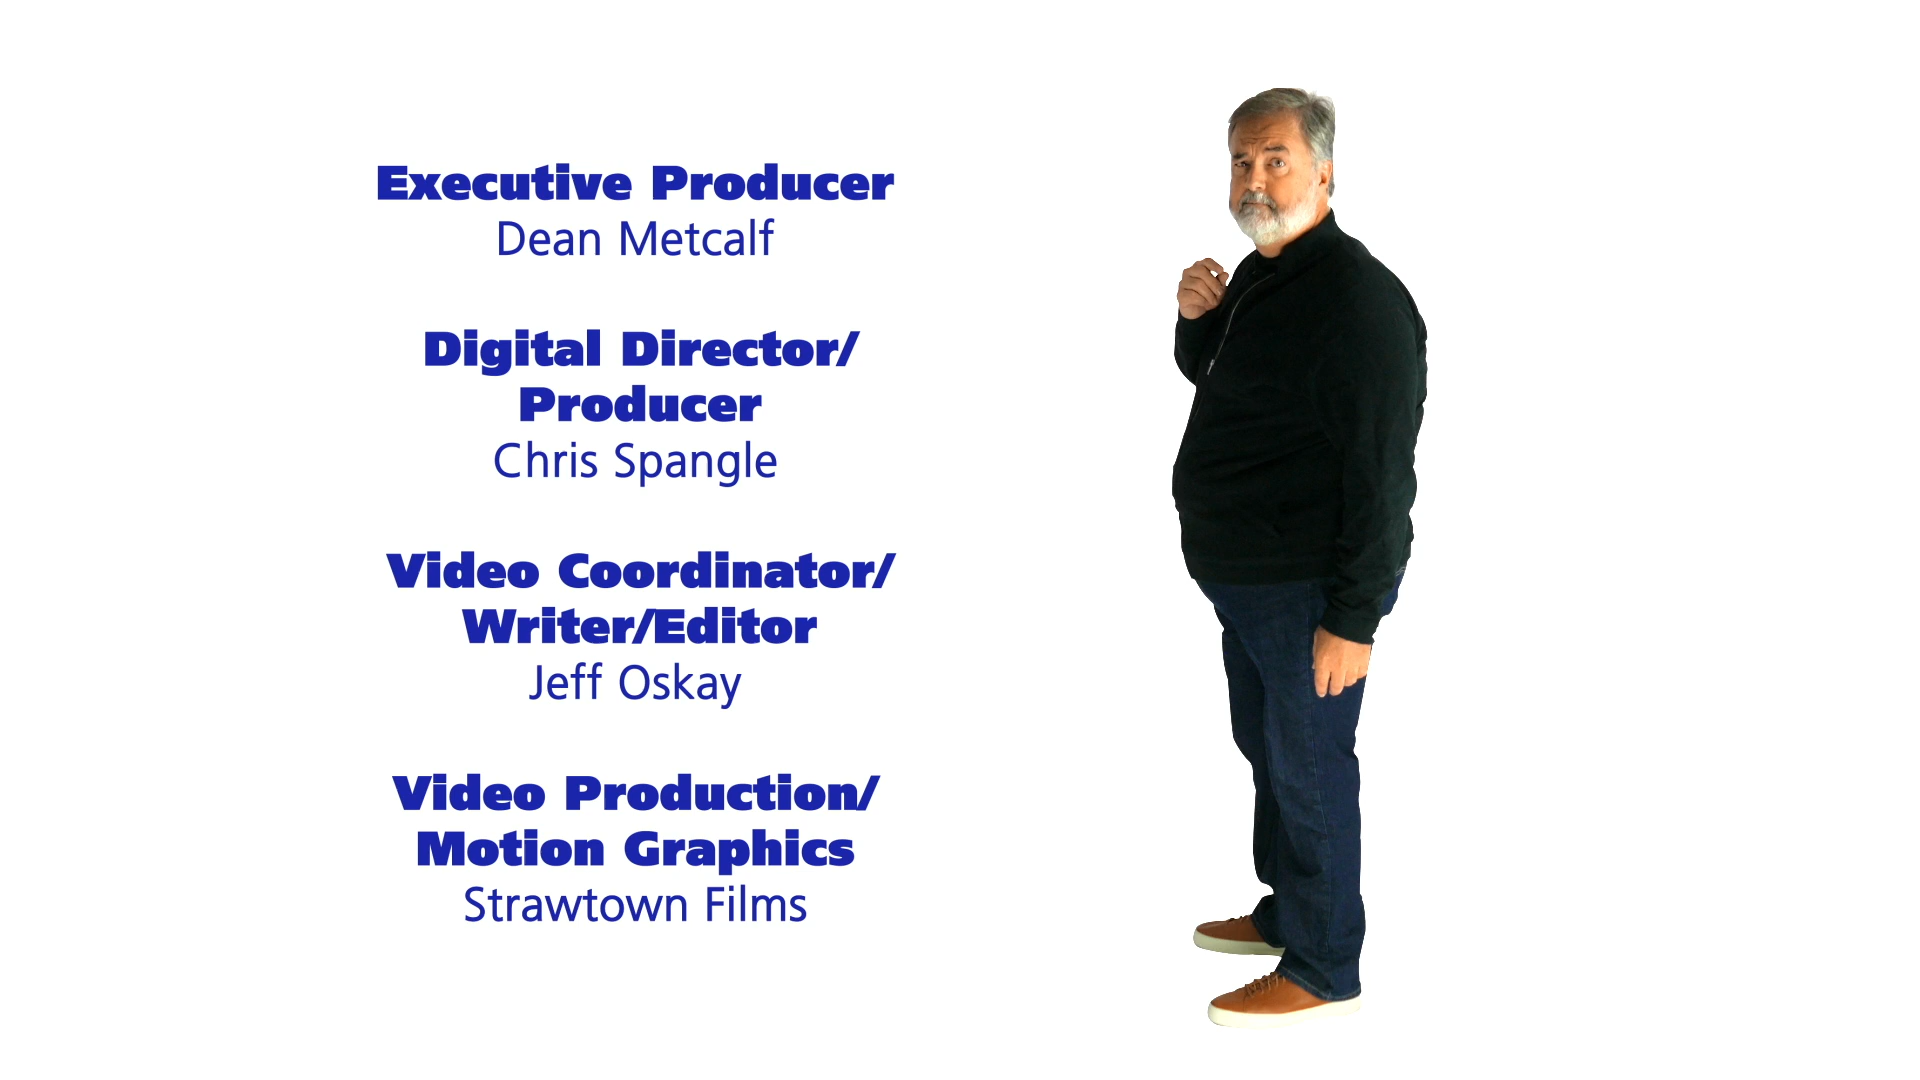 Executive Producer
Dean Metcalf
Digital Director/
Producer
Chris Spangle
Video Coordinator/
Writer/Editor
Jeff Oskay
Video Production/
Motion Graphics
Strawtown Films